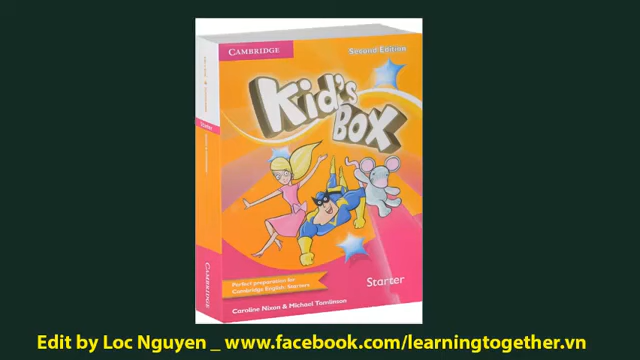 CAMBRIDGE
Second Edition
Kid's
BOX
Starter
Perfect preparation for
Cambridge English: Starters
Starter
Caroline Nixon & Michael Tomlinson
CAMBRIDGE
Edit by Loc Nguyen _ www.facebook.com/learningtogether.vn